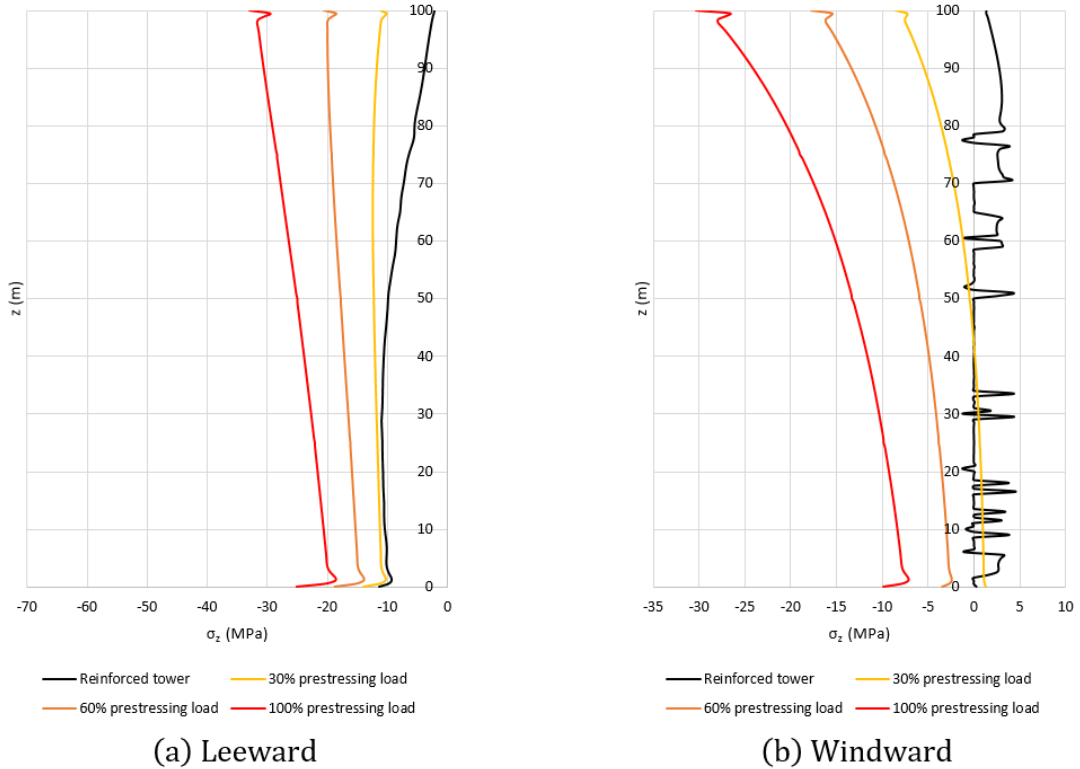 100
90
80
70
60
50
40
30
20
10
0
z (m)
-70 -60 -50 -40 -30 -20 -10 0
σz (MPa)
Reinforced tower 30% prestressing load
60% prestressing load 100% prestressing load
(a) Leeward
100
90
80
70
60
50
40
30
20
10
0
z (m)
-35 -30 -25 -20 -15 -10 -5 0 5 10
σz (MPa)
Reinforced tower 30% prestressing load
60% prestressing load 100% prestressing load
(b) Windward